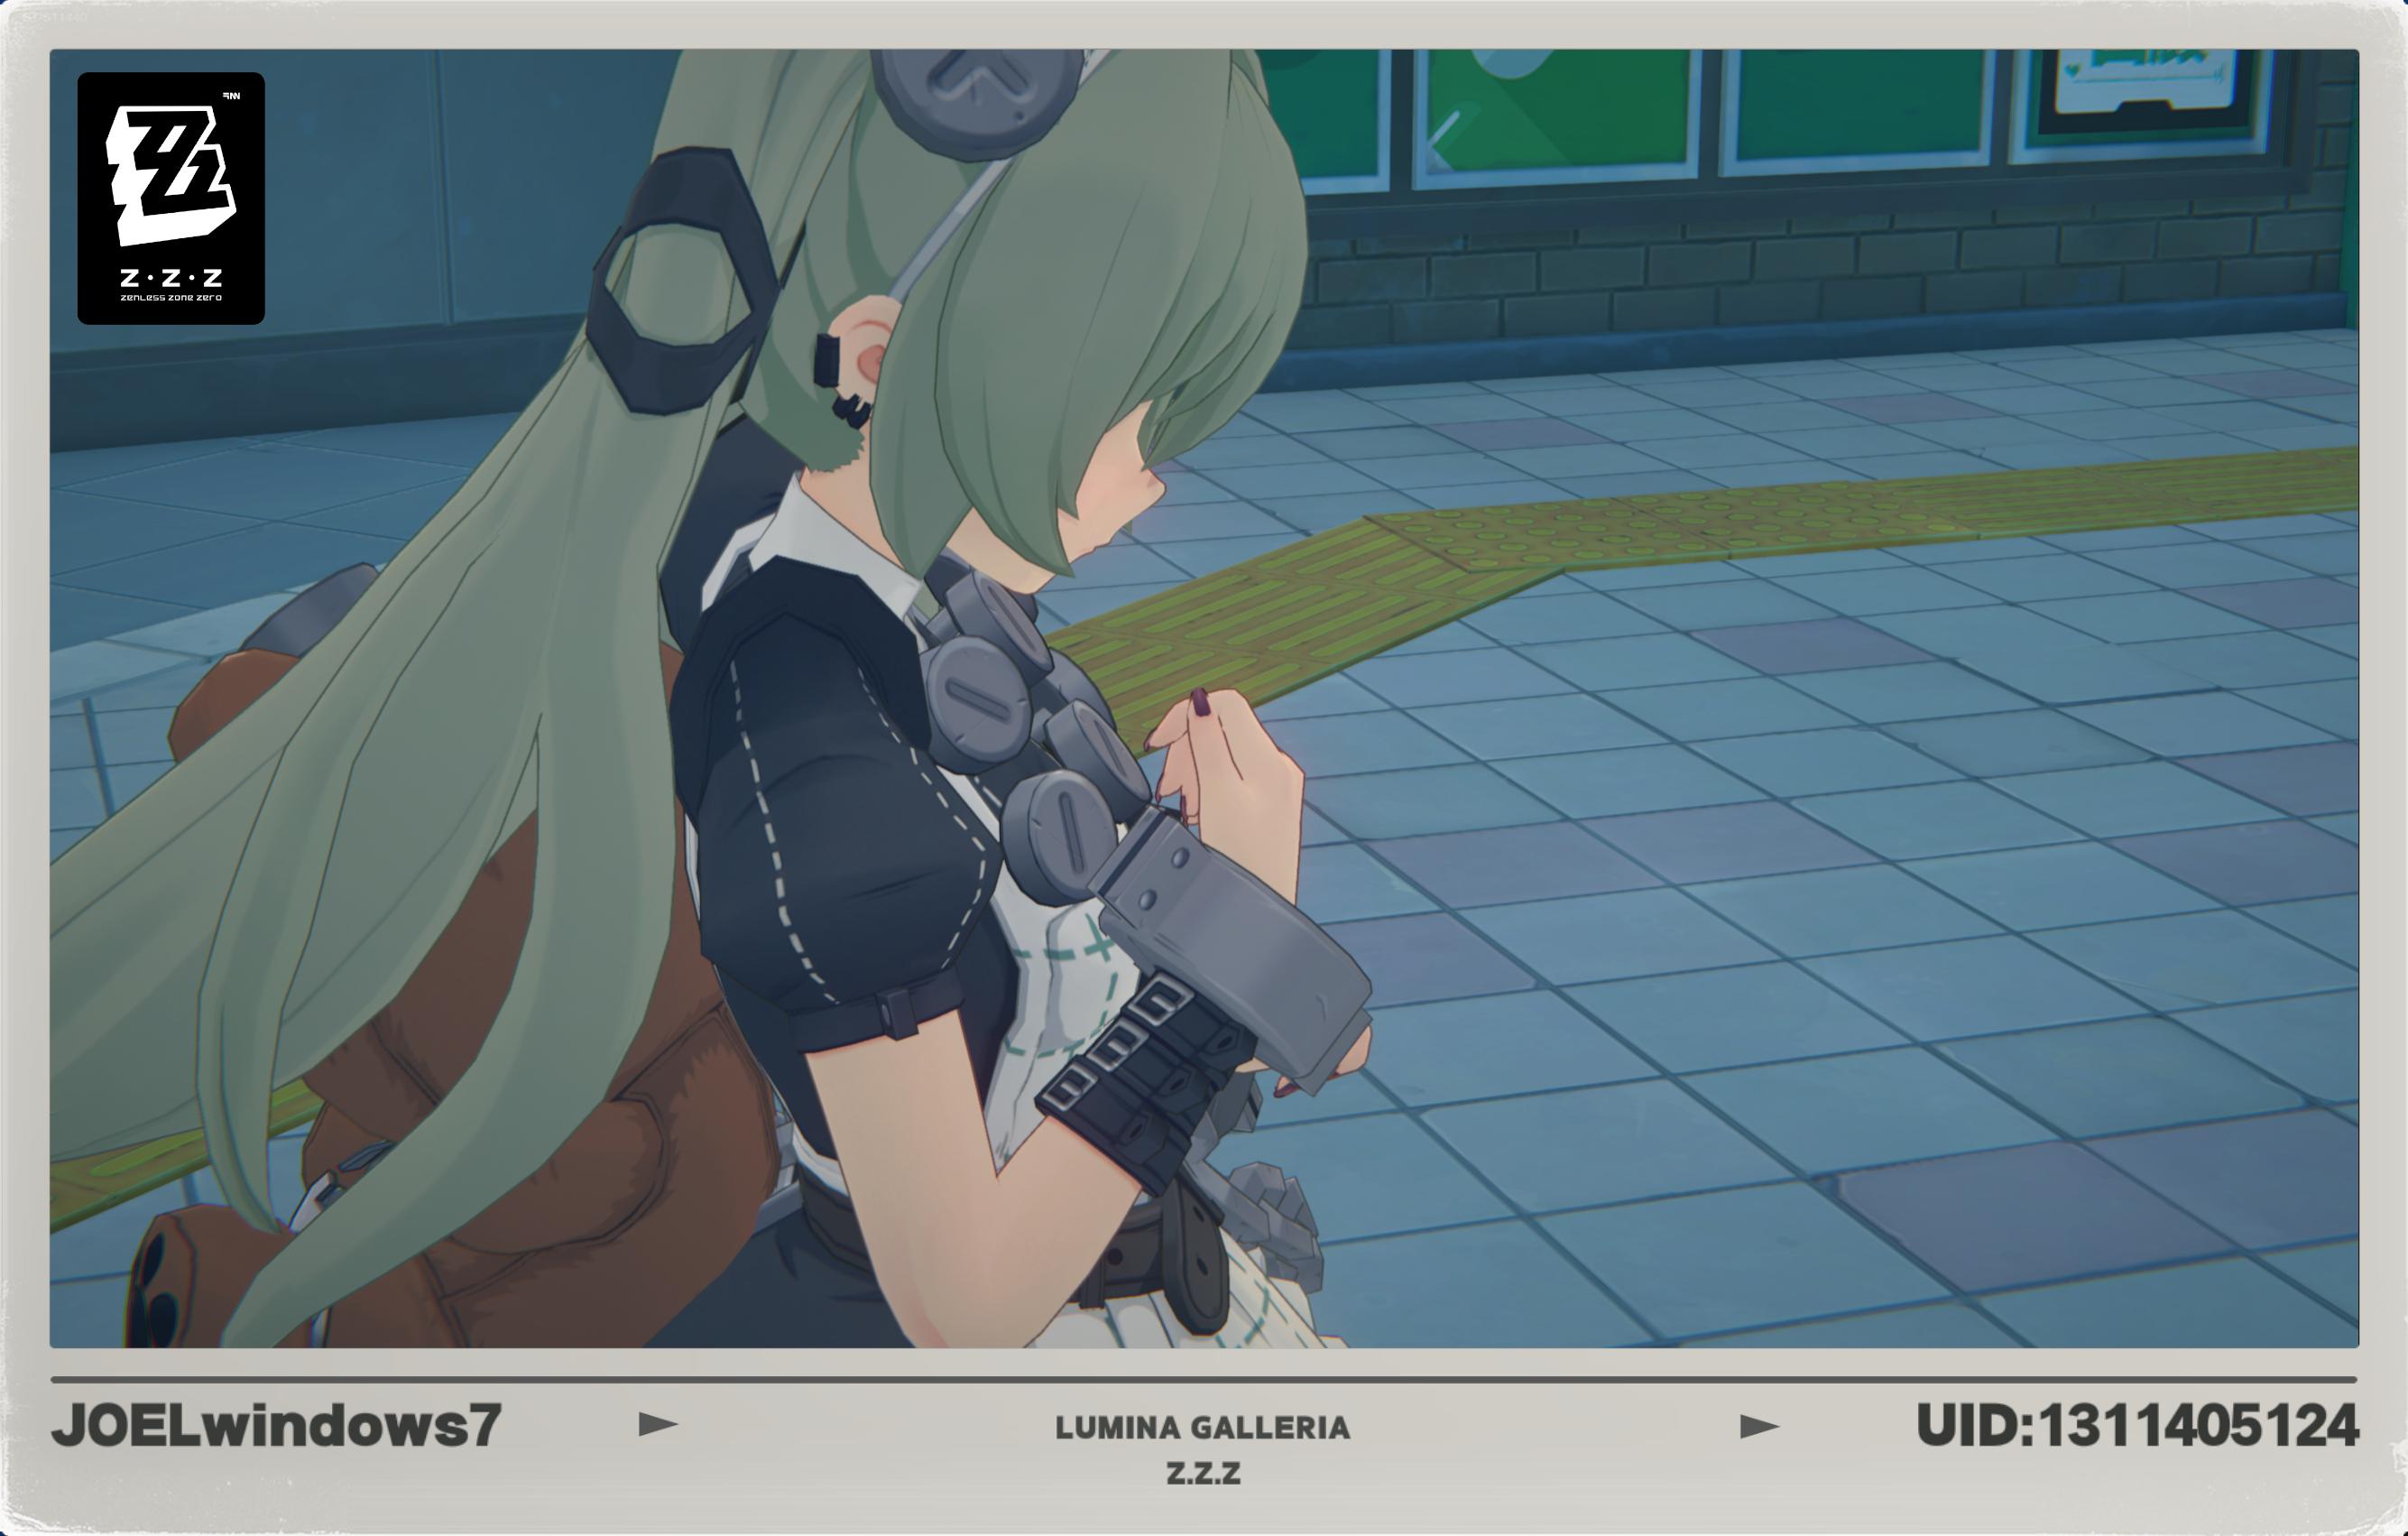 Z·Z·Z
Zenless Zone Zero
JOELwindows7
LUMINA GALLERIA
UID:1311405124
Z.Z.Z